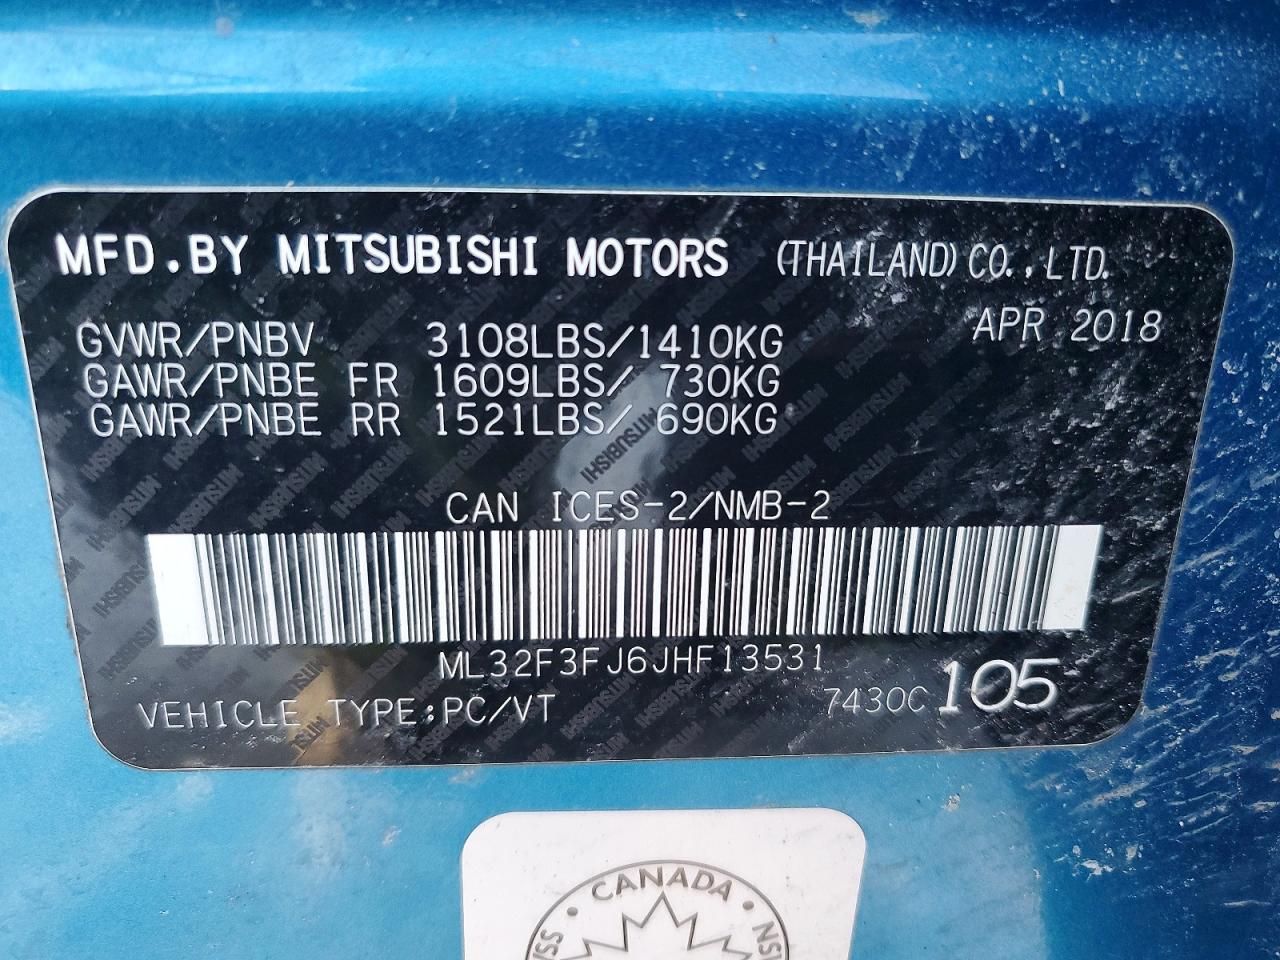 MFD.BY MITSUBISHI MOTORS (THAILAND) CO.,LTD.
APR 2018
GVWR/PNBV 3108LBS/1410KG
GAWR/PNBE FR 1609LBS/ 730KG
GAWR/PNBE RR 1521LBS/ 690KG
CAN ICES-2/NMB-2
ML32F3FJ6JHF13531
VEHICLE TYPE:PC/VT 7430C 105
CANADA